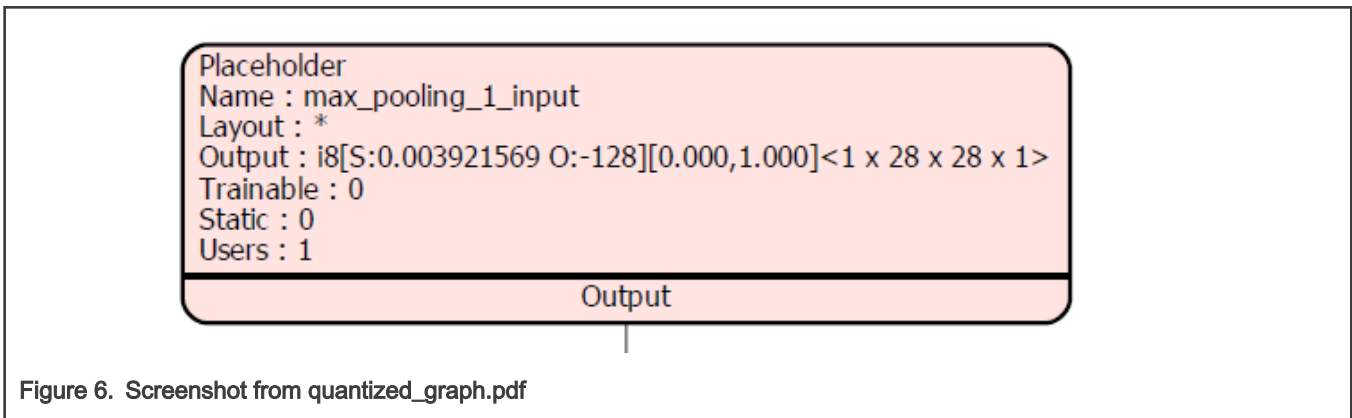 Placeholder
Name : max_pooling_1_input
Layout : *
Output : i8[S:0.003921569 O:-128][0.000,1.000]<1 x 28 x 28 x 1>
Trainable : 0
Static : 0
Users : 1
Output
Figure 6. Screenshot from quantized_graph.pdf